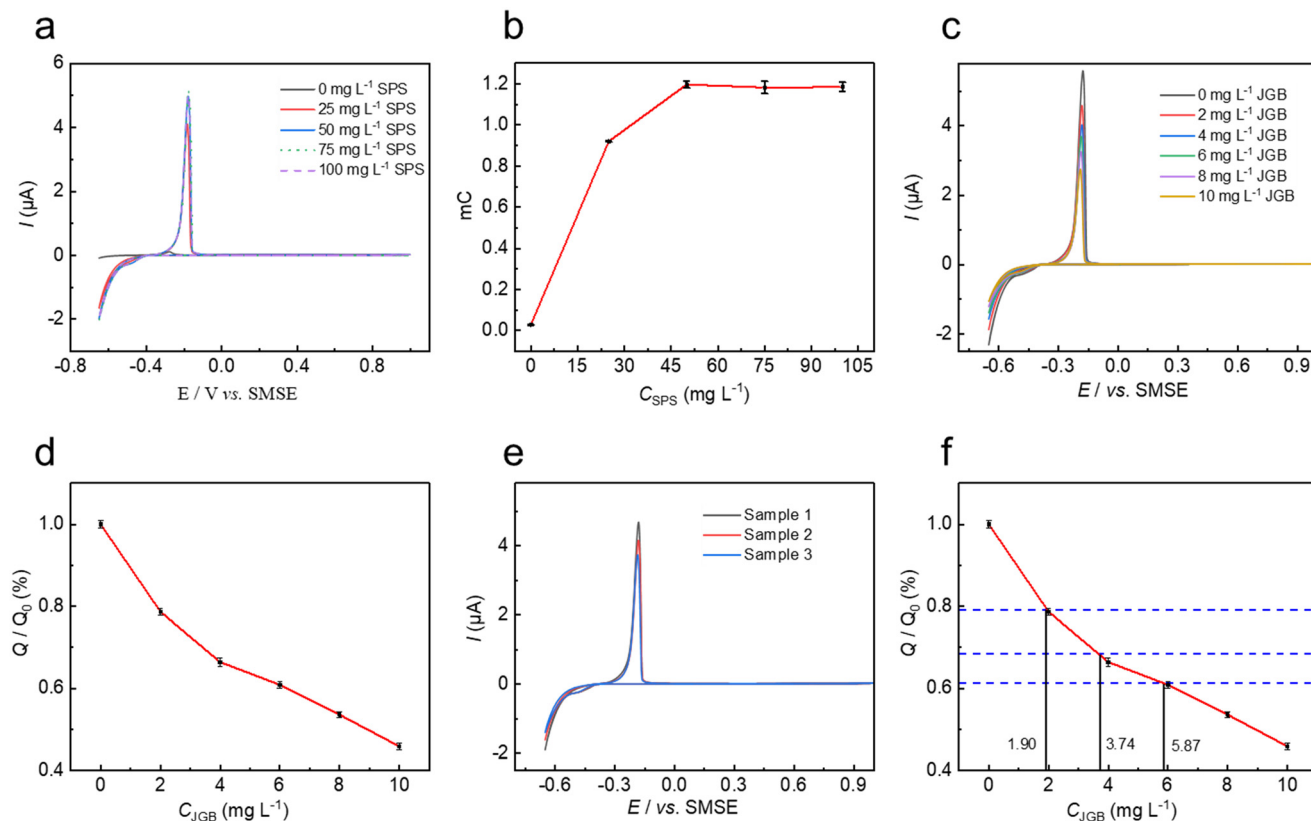 a
6
4
2
0
-2
-0.8
-0.4
0.0
0.4
0.8
I (µA)
E / V vs. SMSE
0 mg L⁻¹ SPS
25 mg L⁻¹ SPS
50 mg L⁻¹ SPS
75 mg L⁻¹ SPS
100 mg L⁻¹ SPS
b
1.2
1.0
0.8
0.6
0.4
0.2
0.0
0 15 30 45 60 75 90 105
mC
C_SPS (mg L⁻¹)
c
4
2
0
-2
-0.6 -0.3 0.0 0.3 0.6 0.9
I (µA)
E / vs. SMSE
0 mg L⁻¹ JGB
2 mg L⁻¹ JGB
4 mg L⁻¹ JGB
6 mg L⁻¹ JGB
8 mg L⁻¹ JGB
10 mg L⁻¹ JGB
d
1.0
0.8
0.6
0.4
0 2 4 6 8 10
Q / Q₀ (%)
C_JGB (mg L⁻¹)
e
4
2
0
-2
-0.6 -0.3 0.0 0.3 0.6 0.9
I (µA)
E / vs. SMSE
Sample 1
Sample 2
Sample 3
f
1.0
0.8
0.6
0.4
0 2 4 6 8 10
Q / Q₀ (%)
C_JGB (mg L⁻¹)
1.90
3.74
5.87